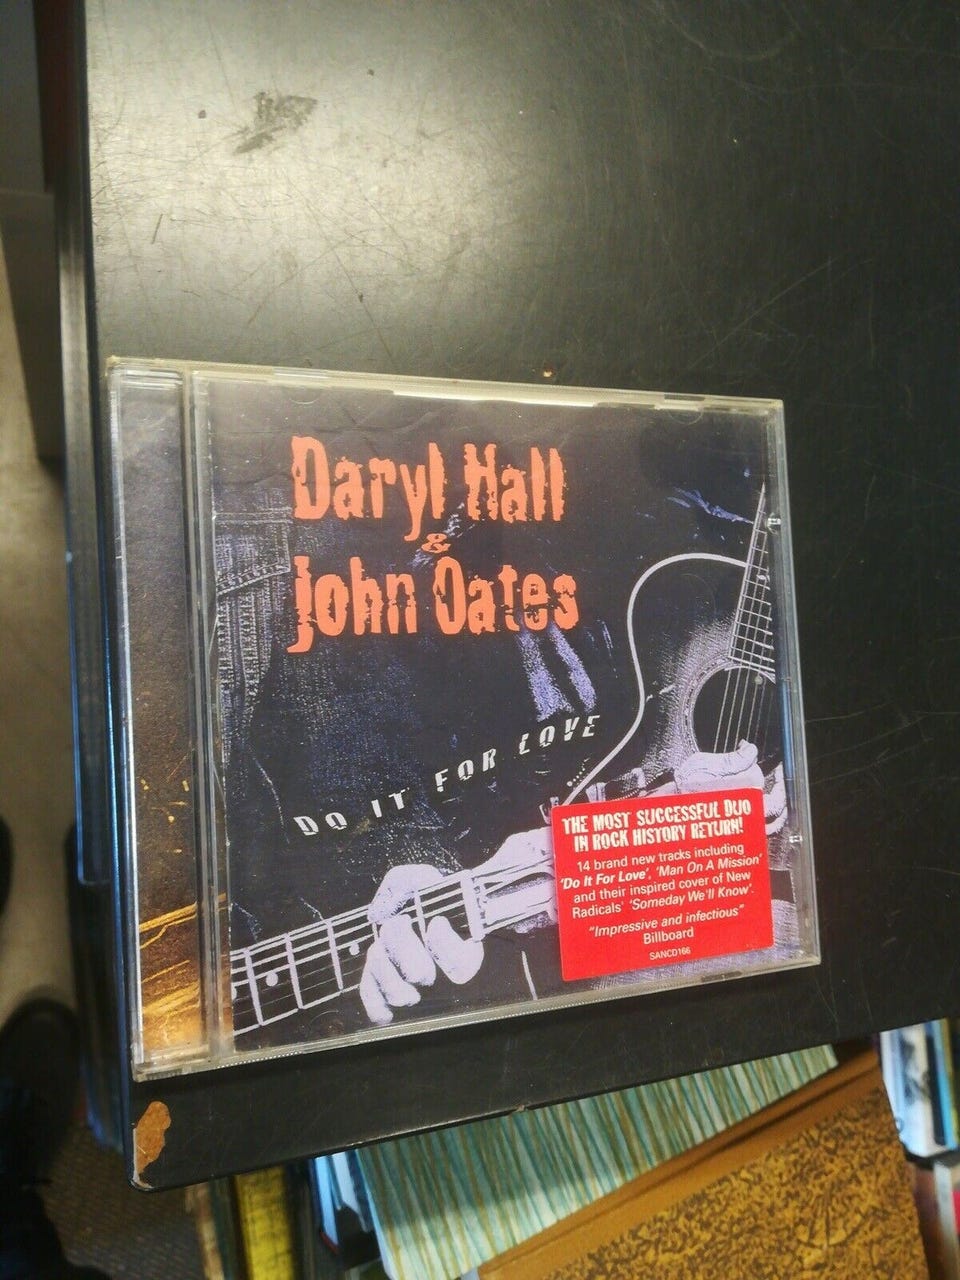 Daryl Hall
&
John Oates
DO IT FOR LOVE
THE MOST SUCCESSFUL DUO
IN ROCK HISTORY RETURN!
14 brand new tracks including
'Do It For Love', 'Man On A Mission'
and their inspired cover of New
Radicals' 'Someday We'll Know'.
"Impressive and infectious"
Billboard
SANCD166